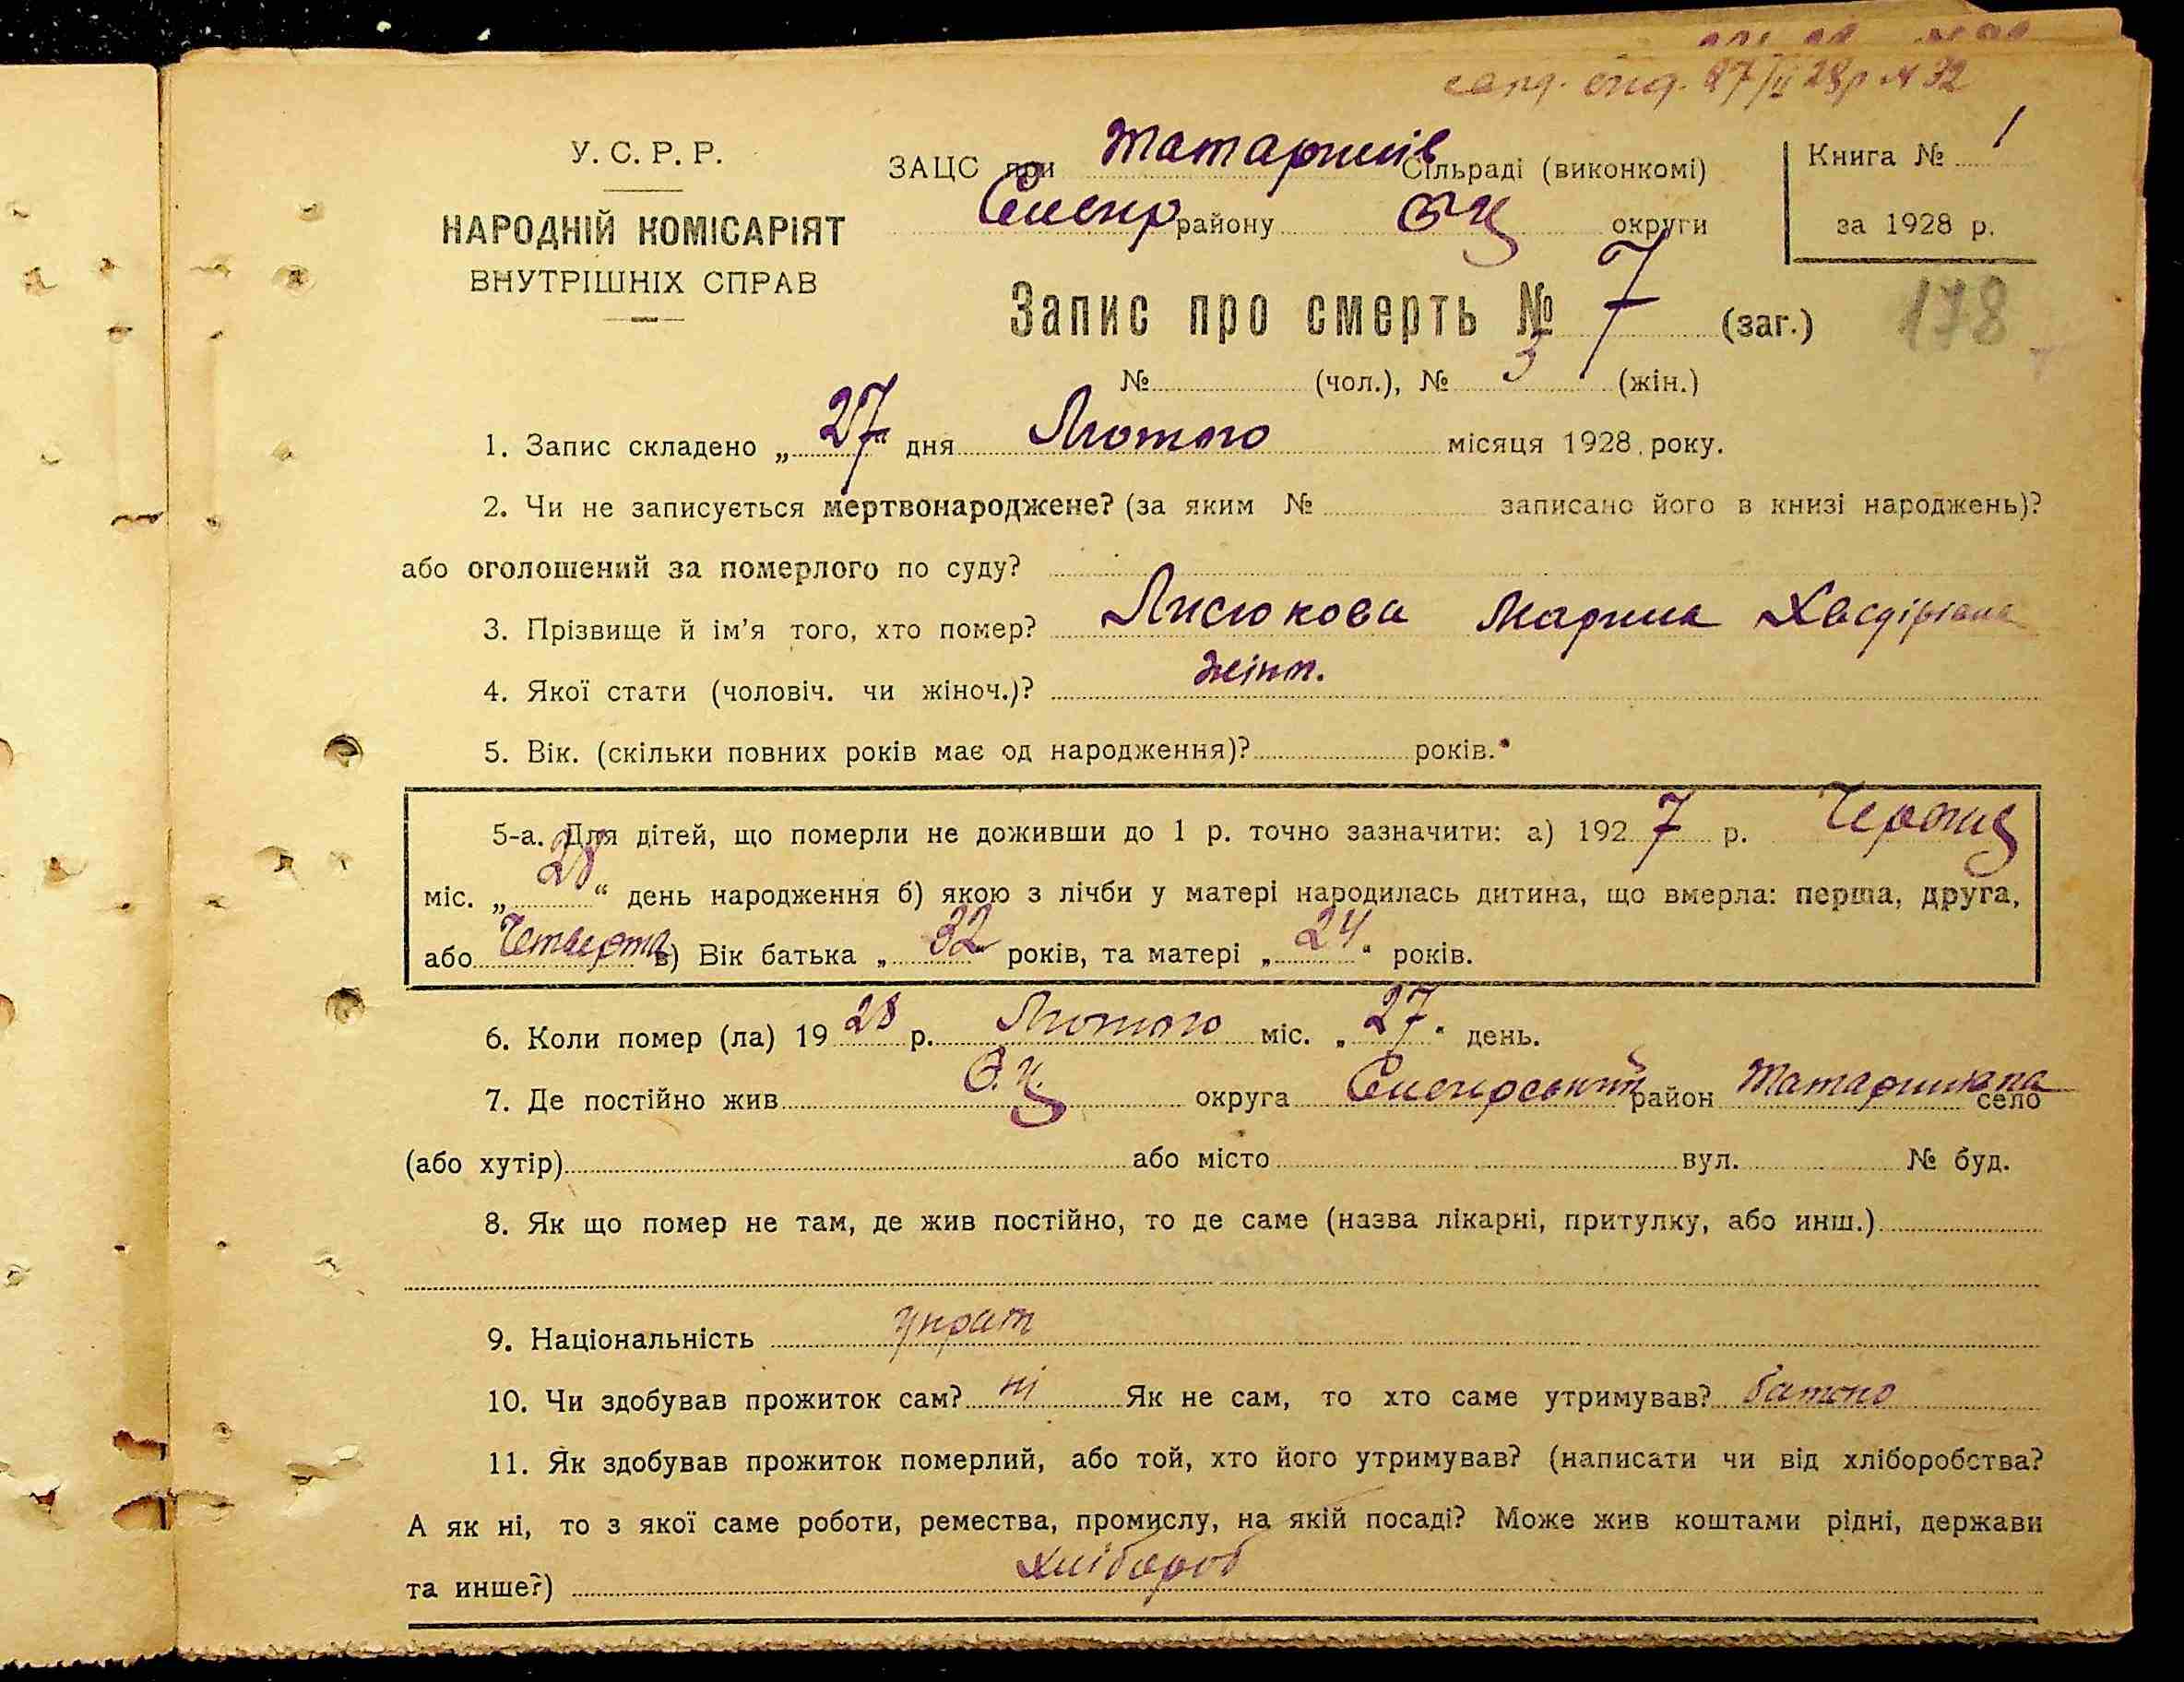 27/II 28р № 32
У. С. Р. Р.
НАРОДНІЙ КОМІСАРІЯТ
ВНУТРІШНІХ СПРАВ
ЗАЦС при Сільраді (виконкомі)
району округи
Книга № 1
за 1928 р.
178
Запис про смерть № 7 (заг.)
№ (чол.), № 3 (жін.)
1. Запис складено „27“ дня Лютого місяця 1928 року.
2. Чи не записується мертвонароджене? (за яким № записано його в книзі народжень)?
або оголошений за померлого по суду?
3. Прізвище й ім’я того, хто помер? Лисюкова Марина
4. Якої стати (чоловіч. чи жіноч.)?
5. Вік. (скільки повних років має од народження)? років.
5-а. Для дітей, що померли не доживши до 1 р. точно зазначити: а) 1927 р.
міс. „28“ день народження б) якою з лічби у матері народилась дитина, що вмерла: перша, друга,
або Четверта в) Вік батька „32“ років, та матері „24“ років.
6. Коли помер (ла) 1928 р. Лютого міс. „27“ день.
7. Де постійно жив округа район село
(або хутір) або місто вул. № буд.
8. Як що помер не там, де жив постійно, то де саме (назва лікарні, притулку, або инш.)
9. Національність
10. Чи здобував прожиток сам? ні Як не сам, то хто саме утримував? батько
11. Як здобував прожиток померлий, або той, хто його утримував? (написати чи від хліборобства?
А як ні, то з якої саме роботи, ремества, промислу, на якій посаді? Може жив коштами рідні, держави
та инше?) хлібороб